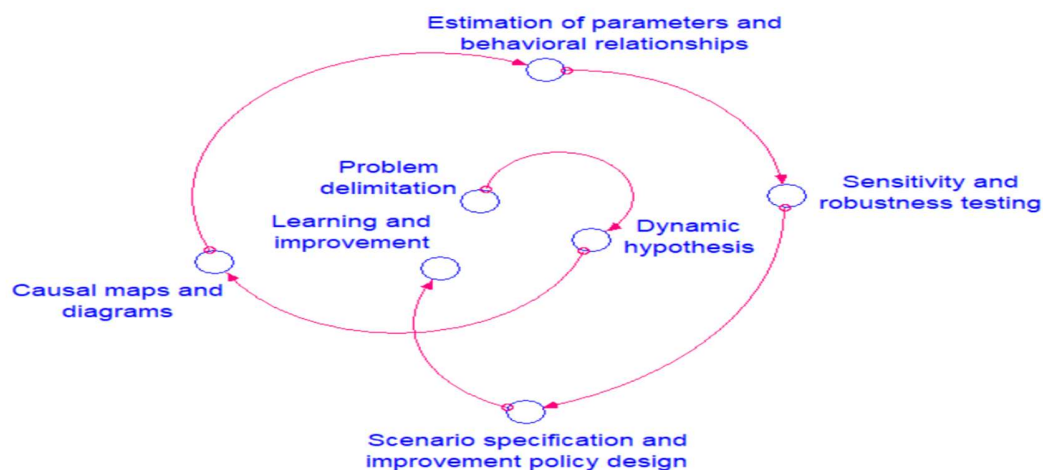 Estimation of parameters and
behavioral relationships
Problem
delimitation
Sensitivity and
robustness testing
Learning and
improvement
Dynamic
hypothesis
Causal maps and
diagrams
Scenario specification and
improvement policy design